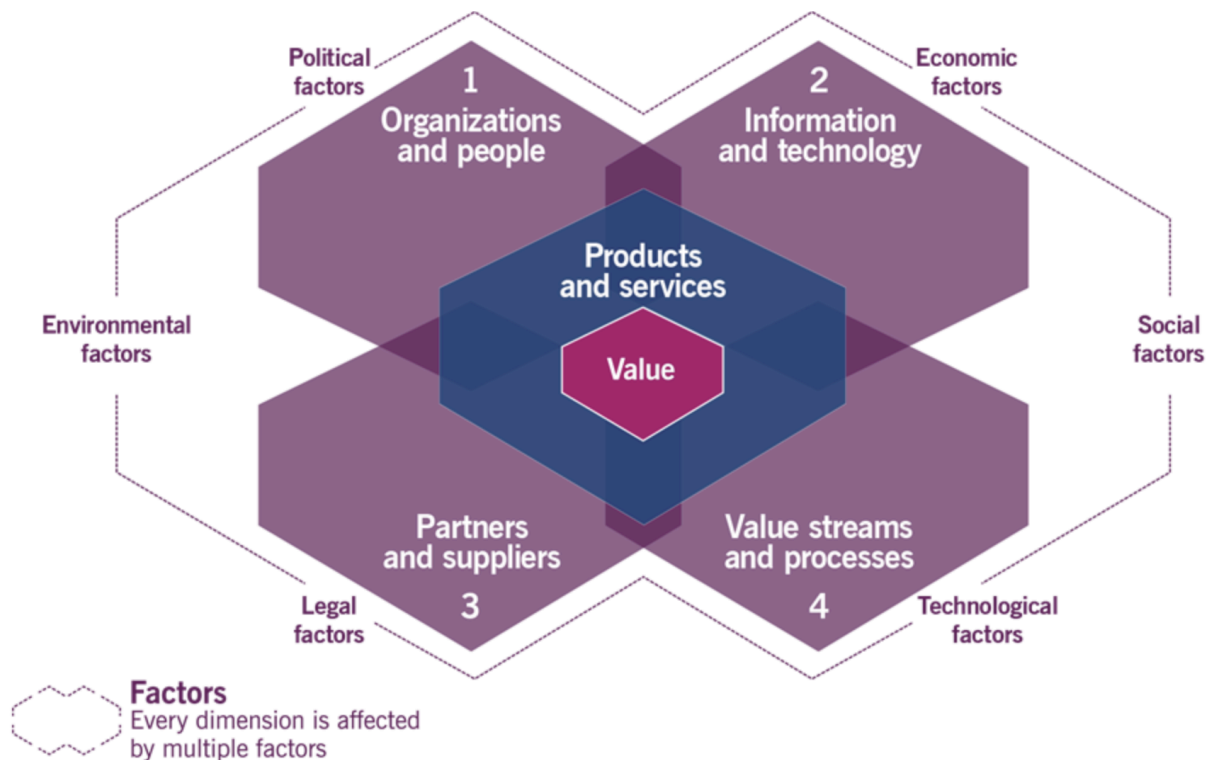 Political
factors
Economic
factors
1
Organizations
and people
2
Information
and technology
Products
and services
Environmental
factors
Value
Social
factors
Partners
and suppliers
3
Value streams
and processes
4
Legal
factors
Technological
factors
Factors
Every dimension is affected
by multiple factors